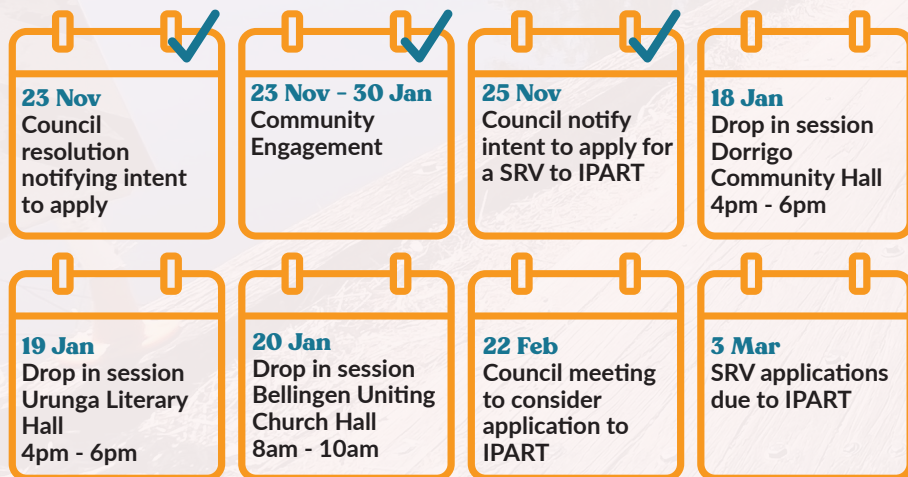 23 Nov
Council
resolution
notifying intent
to apply
23 Nov - 30 Jan
Community
Engagement
25 Nov
Council notify
intent to apply for
a SRV to IPART
18 Jan
Drop in session
Dorrigo
Community Hall
4pm - 6pm
19 Jan
Drop in session
Urunga Literary
Hall
4pm - 6pm
20 Jan
Drop in session
Bellingen Uniting
Church Hall
8am - 10am
22 Feb
Council meeting
to consider
application to
IPART
3 Mar
SRV applications
due to IPART